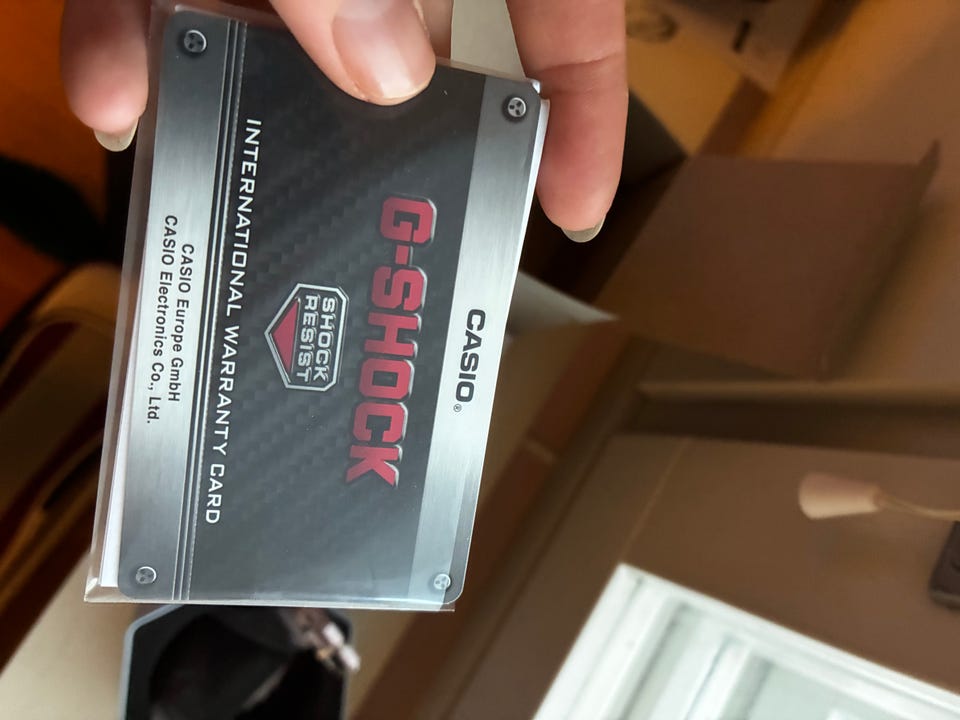 CASIO®
G-SHOCK
SHOCK
RESIST
INTERNATIONAL WARRANTY CARD
CASIO Europe GmbH
CASIO Electronics Co., Ltd.